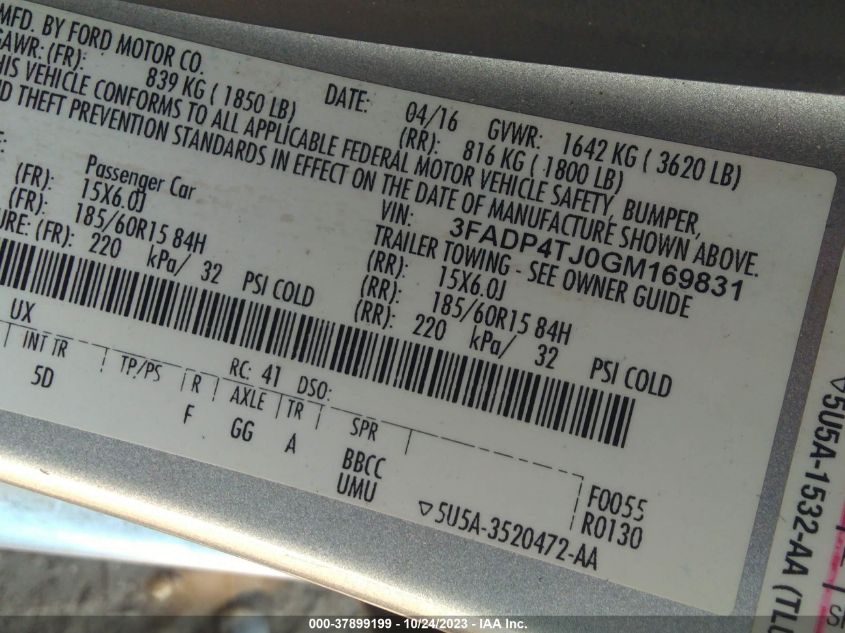 MFD. BY FORD MOTOR CO.
DATE: 04/16 GVWR: 1642 KG ( 3620 LB)
GAWR: (FR): 839 KG ( 1850 LB) (RR): 816 KG ( 1800 LB)
THIS VEHICLE CONFORMS TO ALL APPLICABLE FEDERAL MOTOR VEHICLE SAFETY, BUMPER,
AND THEFT PREVENTION STANDARDS IN EFFECT ON THE DATE OF MANUFACTURE SHOWN ABOVE.
VIN: 3FADP4TJ0GM169831
Passenger Car TRAILER TOWING - SEE OWNER GUIDE
(FR): 15X6.0J (RR): 15X6.0J
(FR): 185/60R15 84H (RR): 185/60R15 84H
URE: (FR): 220 kPa/ 32 PSI COLD (RR): 220 kPa/ 32 PSI COLD
UX RC: 41 DSO:
INT TR TP/PS R AXLE TR SPR
5D F GG A BBCC
UMU
F0055
R0130
5U5A-3520472-AA
5U5A-1532-AA (TL
000-37899199 - 10/24/2023 - IAA Inc.